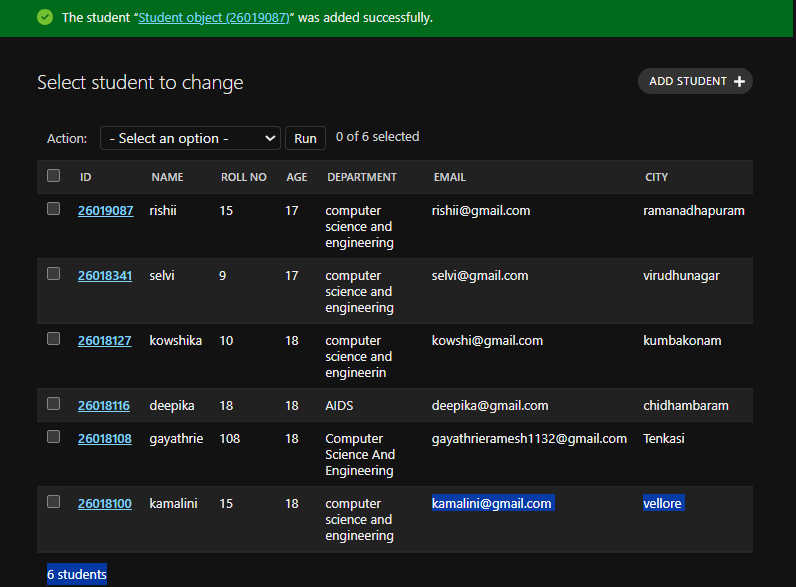 The student “Student object (26019087)” was added successfully.
Select student to change
ADD STUDENT +
Action: - Select an option - Run 0 of 6 selected
ID NAME ROLL NO AGE DEPARTMENT EMAIL CITY
26019087 rishii 15 17 computer rishii@gmail.com ramanadhapuram
science and
engineering
26018341 selvi 9 17 computer selvi@gmail.com virudhunagar
science and
engineering
26018127 kowshika 10 18 computer kowshi@gmail.com kumbakonam
science and
engineerin
26018116 deepika 18 18 AIDS deepika@gmail.com chidhambaram
26018108 gayathrie 108 18 Computer gayathrieramesh1132@gmail.com Tenkasi
Science And
Engineering
26018100 kamalini 15 18 computer kamalini@gmail.com vellore
science and
engineering
6 students